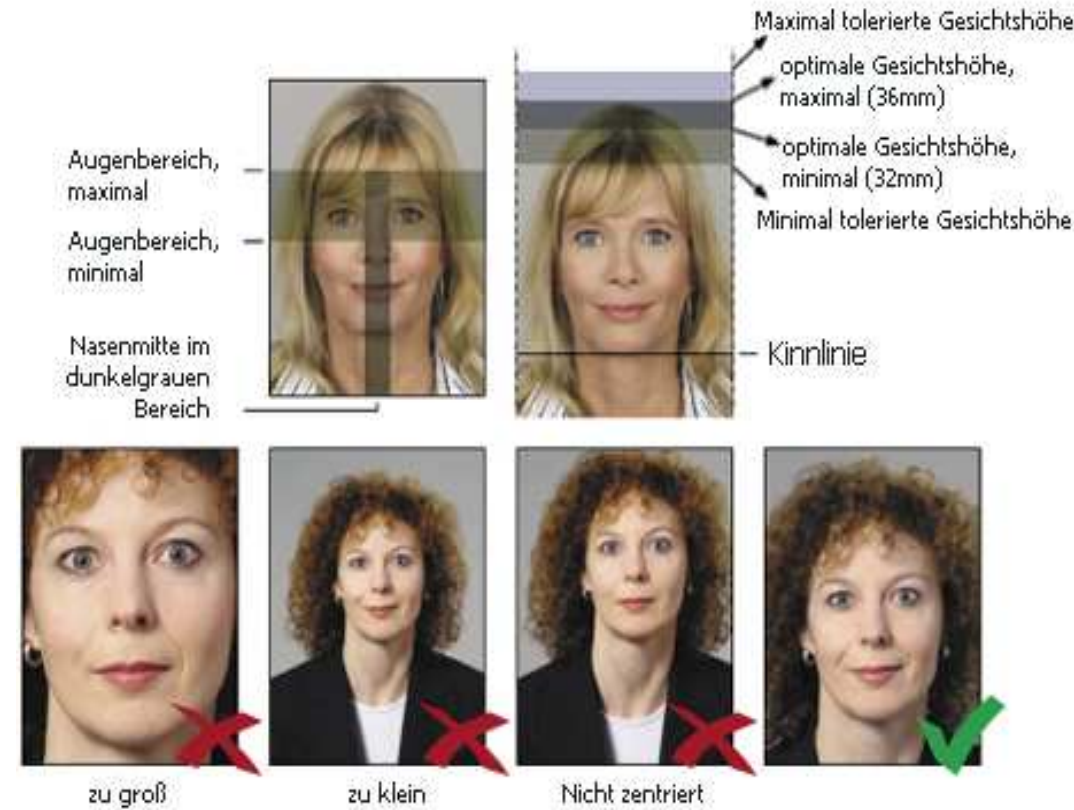 Maximal tolerierte Gesichtshöhe
optimale Gesichtshöhe,
maximal (36mm)
optimale Gesichtshöhe,
minimal (32mm)
Minimal tolerierte Gesichtshöhe
Augenbereich,
maximal
Augenbereich,
minimal
Nasenmitte im
dunkelgrauen
Bereich
Kinnlinie
zu groß
zu klein
Nicht zentriert